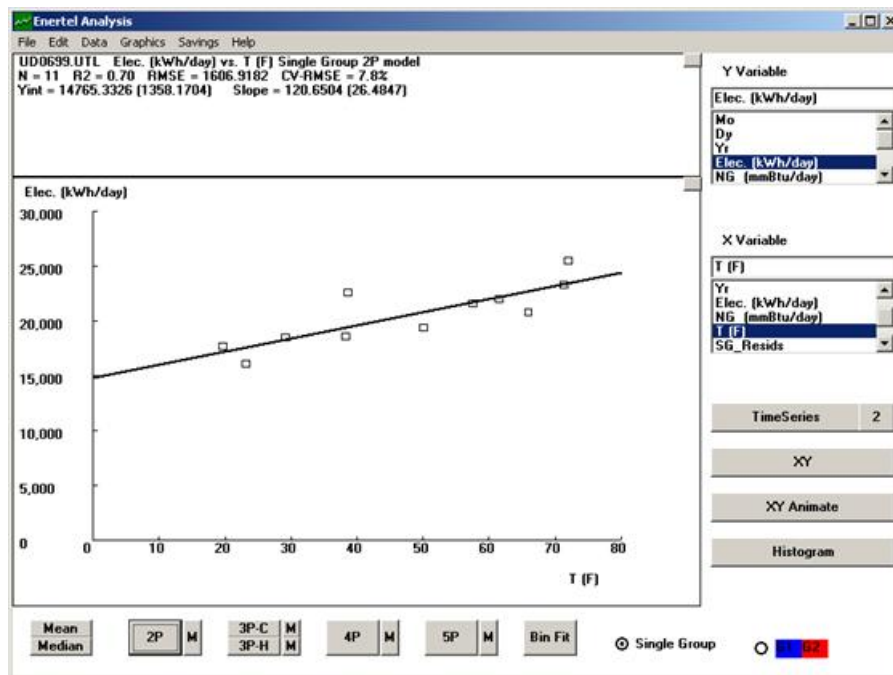 Enertel Analysis
File Edit Data Graphics Savings Help
UD0699.UTL Elec. (kWh/day) vs. T (F) Single Group 2P model
N = 11 R2 = 0.70 RMSE = 1606.9182 CV-RMSE = 7.8%
Yint = 14765.3326 (1358.1704) Slope = 120.6504 (26.4847)
Elec. (kWh/day)
30,000
25,000
20,000
15,000
10,000
5,000
0
0 10 20 30 40 50 60 70 80
T (F)
Y Variable
Elec. (kWh/day)
Mo
Dy
Yr
Elec. (kWh/day)
NG (mmBtu/day)
X Variable
T (F)
Yr
Elec. (kWh/day)
NG (mmBtu/day)
T (F)
SG_Resids
TimeSeries 2
XY
XY Animate
Histogram
Mean
Median
2P M
3P-C M
3P-H M
4P M
5P M
Bin Fit
Single Group
G1 G2